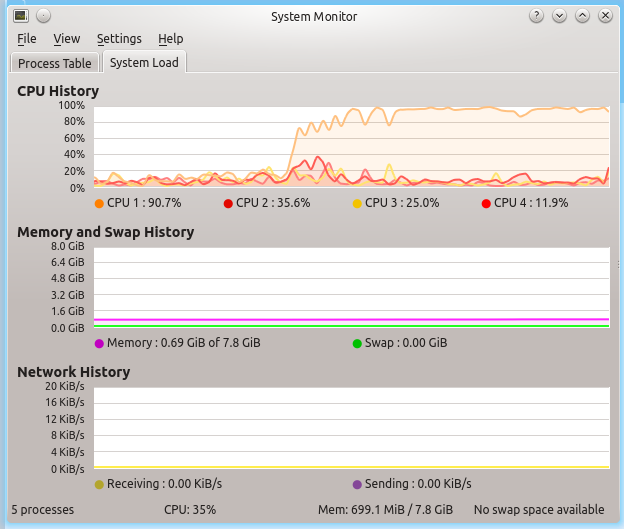 System Monitor
File View Settings Help
Process Table System Load
CPU History
100%
80%
60%
40%
20%
0%
CPU 1 : 90.7% CPU 2 : 35.6% CPU 3 : 25.0% CPU 4 : 11.9%
Memory and Swap History
8.0 GiB
6.4 GiB
4.8 GiB
3.2 GiB
1.6 GiB
0.0 GiB
Memory : 0.69 GiB of 7.8 GiB Swap : 0.00 GiB
Network History
20 KiB/s
16 KiB/s
12 KiB/s
8 KiB/s
4 KiB/s
0 KiB/s
Receiving : 0.00 KiB/s Sending : 0.00 KiB/s
5 processes CPU: 35% Mem: 699.1 MiB / 7.8 GiB No swap space available